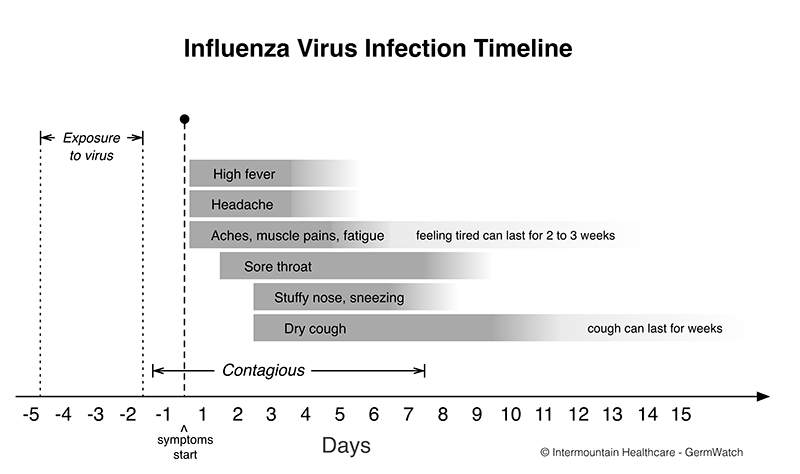 Influenza Virus Infection Timeline
Exposure
to virus
High fever
Headache
Aches, muscle pains, fatigue feeling tired can last for 2 to 3 weeks
Sore throat
Stuffy nose, sneezing
Dry cough cough can last for weeks
Contagious
-5 -4 -3 -2 -1 1 2 3 4 5 6 7 8 9 10 11 12 13 14 15
^
symptoms
start
Days
© Intermountain Healthcare - GermWatch